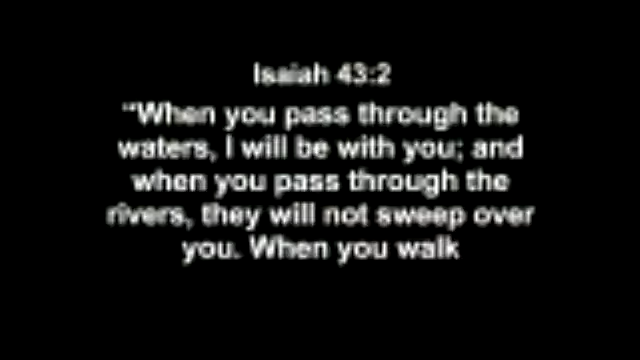 Isaiah 43:2
“When you pass through the
waters, I will be with you; and
when you pass through the
rivers, they will not sweep over
you. When you walk